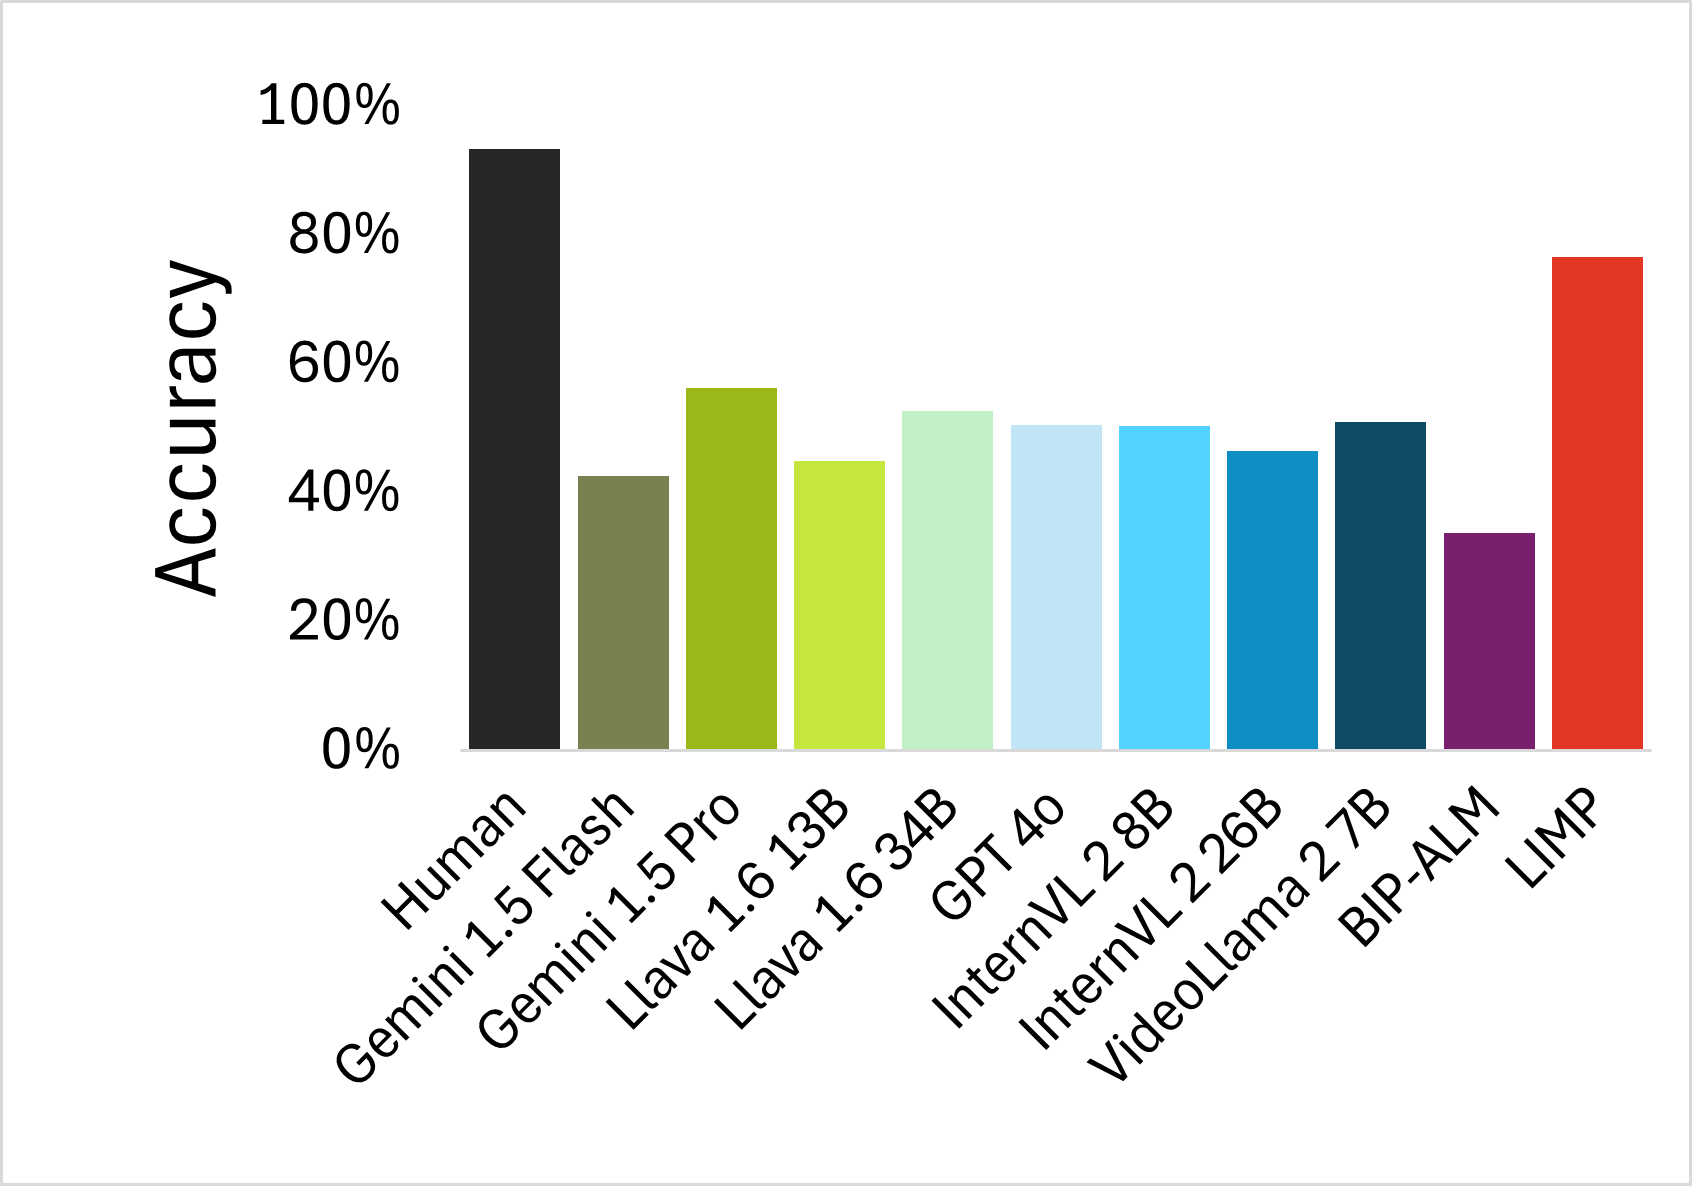 100%
80%
60%
40%
20%
0%
Accuracy
Human
Gemini 1.5 Flash
Gemini 1.5 Pro
Llava 1.6 13B
Llava 1.6 34B
GPT 4o
InternVL 2 8B
InternVL 2 26B
VideoLlama 2 7B
BIP-ALM
LIMP